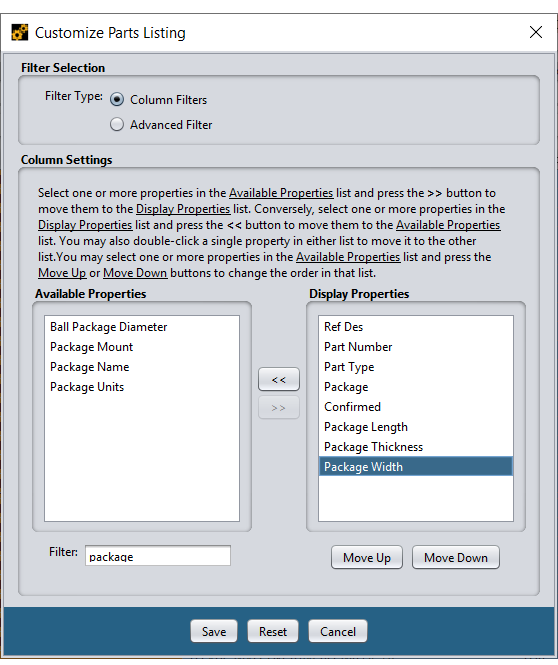 Customize Parts Listing
Filter Selection
Filter Type:
Column Filters
Advanced Filter
Column Settings
Select one or more properties in the Available Properties list and press the >> button to
move them to the Display Properties list. Conversely, select one or more properties in the
Display Properties list and press the << button to move them to the Available Properties
list. You may also double-click a single property in either list to move it to the other
list.You may select one or more properties in the Available Properties list and press the
Move Up or Move Down buttons to change the order in that list.
Available Properties
Ball Package Diameter
Package Mount
Package Name
Package Units
<<
>>
Display Properties
Ref Des
Part Number
Part Type
Package
Confirmed
Package Length
Package Thickness
Package Width
Filter: package
Move Up
Move Down
Save
Reset
Cancel